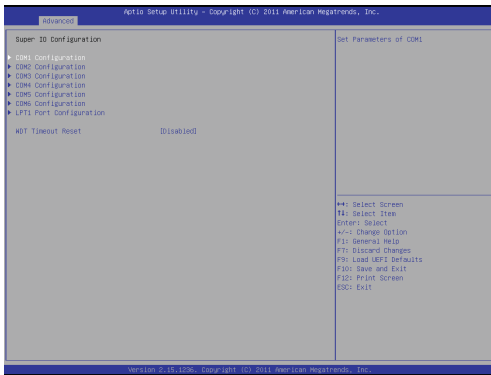 Aptio Setup Utility – Copyright (C) 2011 American Megatrends, Inc.
Advanced
Super IO Configuration
Set Parameters of COM1
COM1 Configuration
COM2 Configuration
COM3 Configuration
COM4 Configuration
COM5 Configuration
COM6 Configuration
LPT1 Port Configuration
WDT Timeout Reset [Disabled]
→←: Select Screen
↑↓: Select Item
Enter: Select
+/-: Change Option
F1: General Help
F7: Discard Changes
F9: Load UEFI Defaults
F10: Save and Exit
F12: Print Screen
ESC: Exit
Version 2.15.1236. Copyright (C) 2011 American Megatrends, Inc.